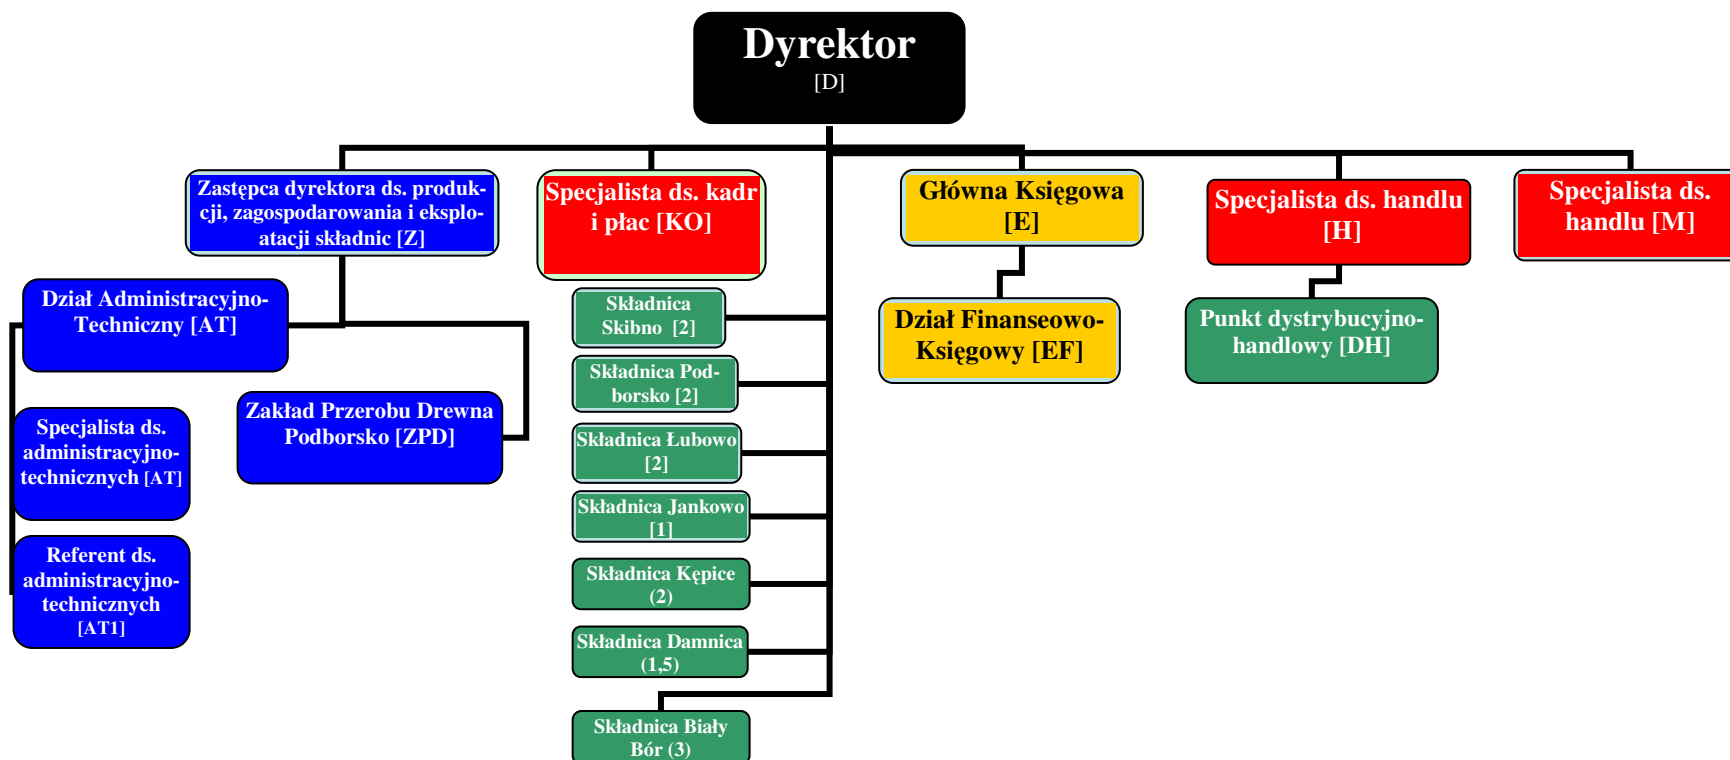 Dyrektor
[D]
Zastępca dyrektora ds. produk-
cji, zagospodarowania i eksplo-
atacji składnic [Z]
Specjalista ds. kadr
i płac [KO]
Główna Księgowa
[E]
Specjalista ds. handlu
[H]
Specjalista ds.
handlu [M]
Dział Administracyjno-
Techniczny [AT]
Składnica
Skibno [2]
Dział Finanseowo-
Księgowy [EF]
Punkt dystrybucyjno-
handlowy [DH]
Składnica Pod-
borsko [2]
Zakład Przerobu Drewna
Podborsko [ZPD]
Specjalista ds.
administracyjno-
technicznych [AT]
Składnica Łubowo
[2]
Składnica Jankowo
[1]
Referent ds.
administracyjno-
technicznych
[AT1]
Składnica Kępice
(2)
Składnica Damnica
(1,5)
Składnica Biały
Bór (3)